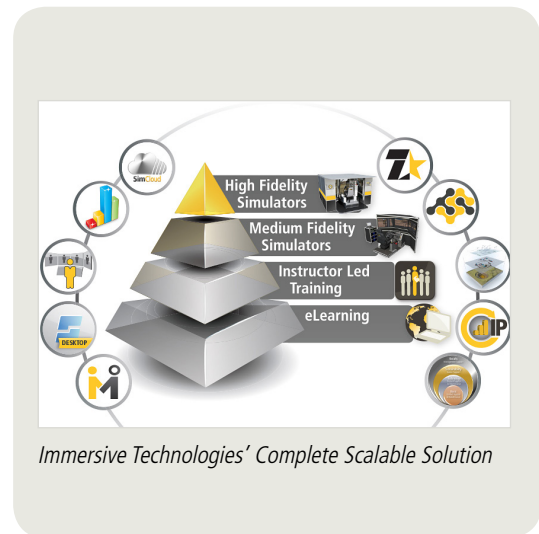 SimCloud
High Fidelity
Simulators
Medium Fidelity
Simulators
Instructor Led
Training
eLearning
DESKTOP
IP
Immersive Technologies' Complete Scalable Solution